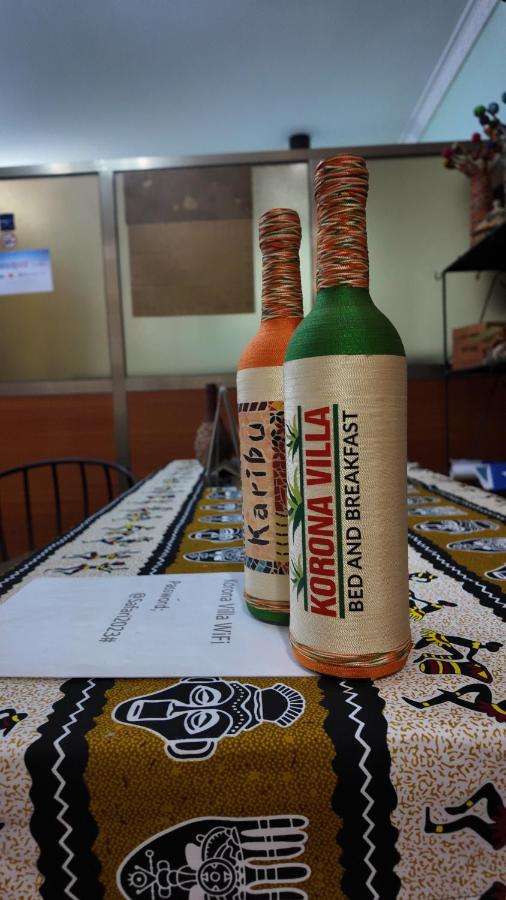 Karibu
KORONA VILLA
BED AND BREAKFAST
Korona Villa WiFi
Password;
@Safari2023#